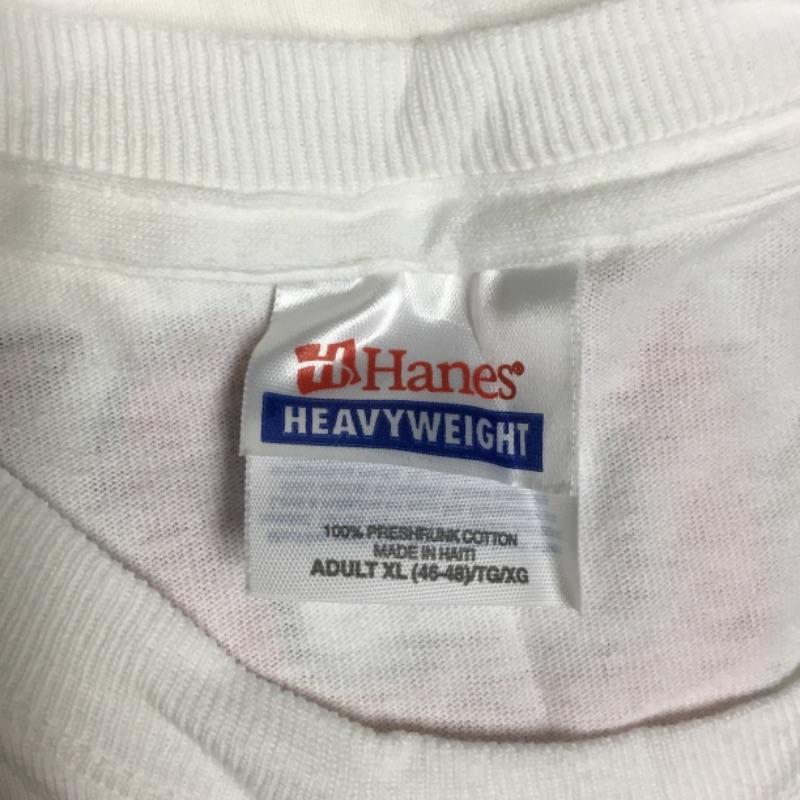 H Hanes®
HEAVYWEIGHT
100% PRESHRUNK COTTON
MADE IN HAITI
ADULT XL (46-48)/TG/XG